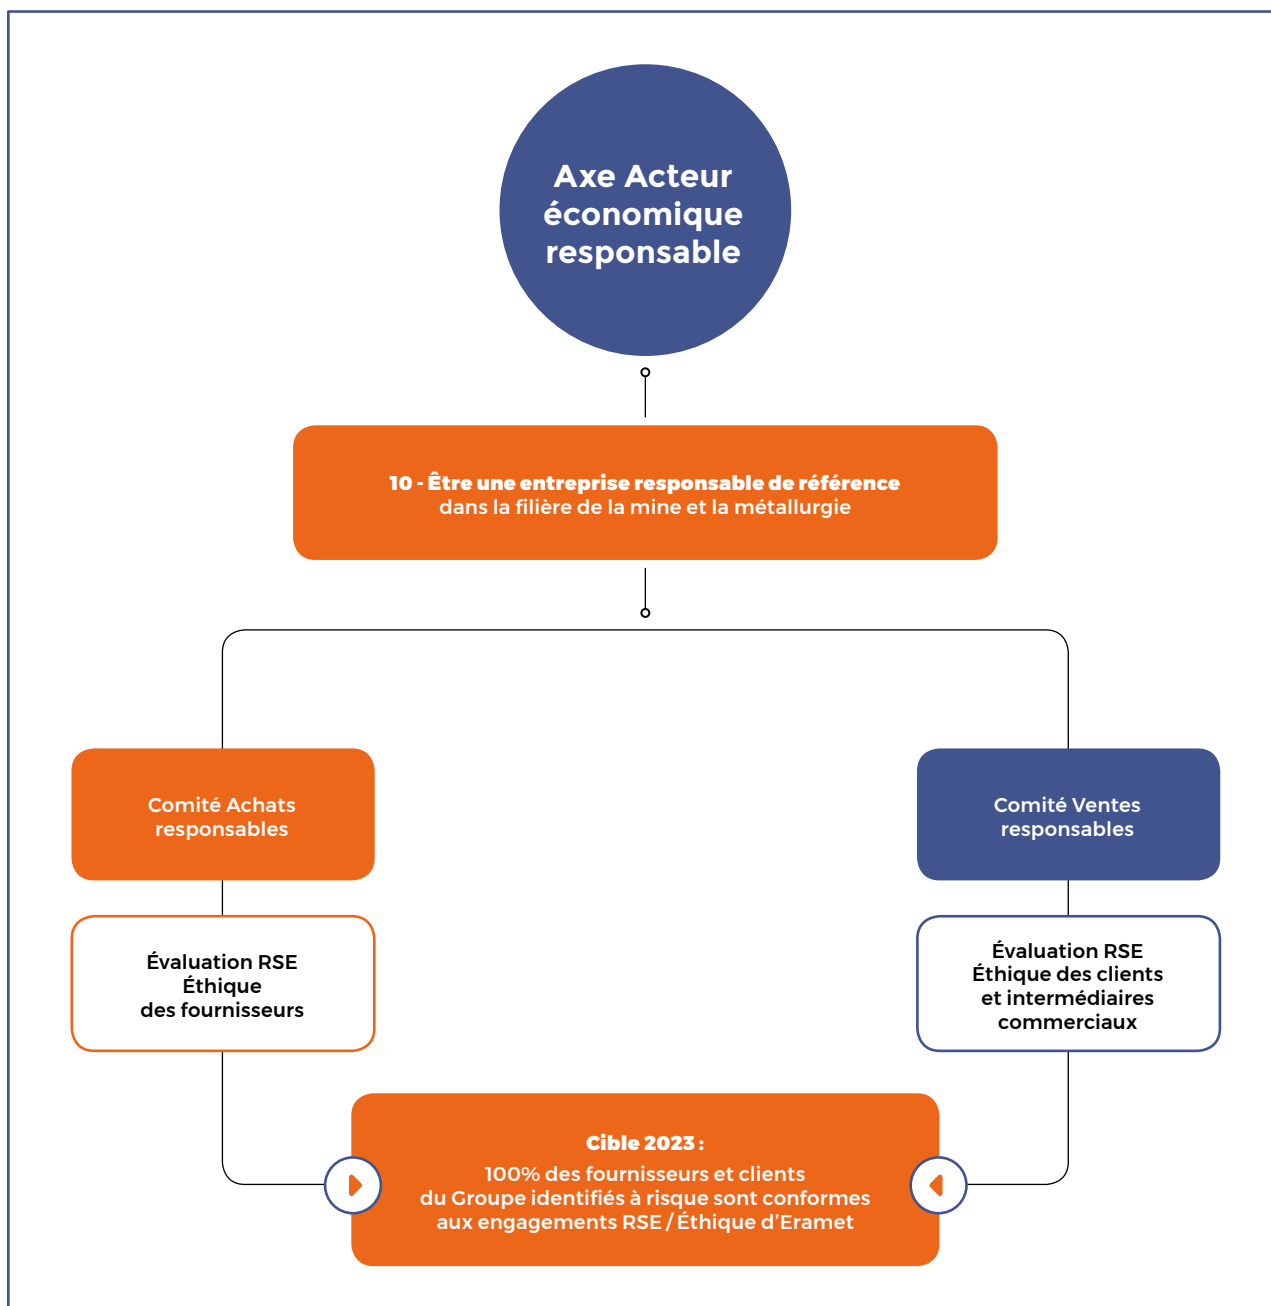 Axe Acteur
économique
responsable
10 - Être une entreprise responsable de référence
dans la filière de la mine et la métallurgie
Comité Achats
responsables
Comité Ventes
responsables
Évaluation RSE
Éthique
des fournisseurs
Évaluation RSE
Éthique des clients
et intermédiaires
commerciaux
Cible 2023 :
100% des fournisseurs et clients
du Groupe identifiés à risque sont conformes
aux engagements RSE / Éthique d’Eramet